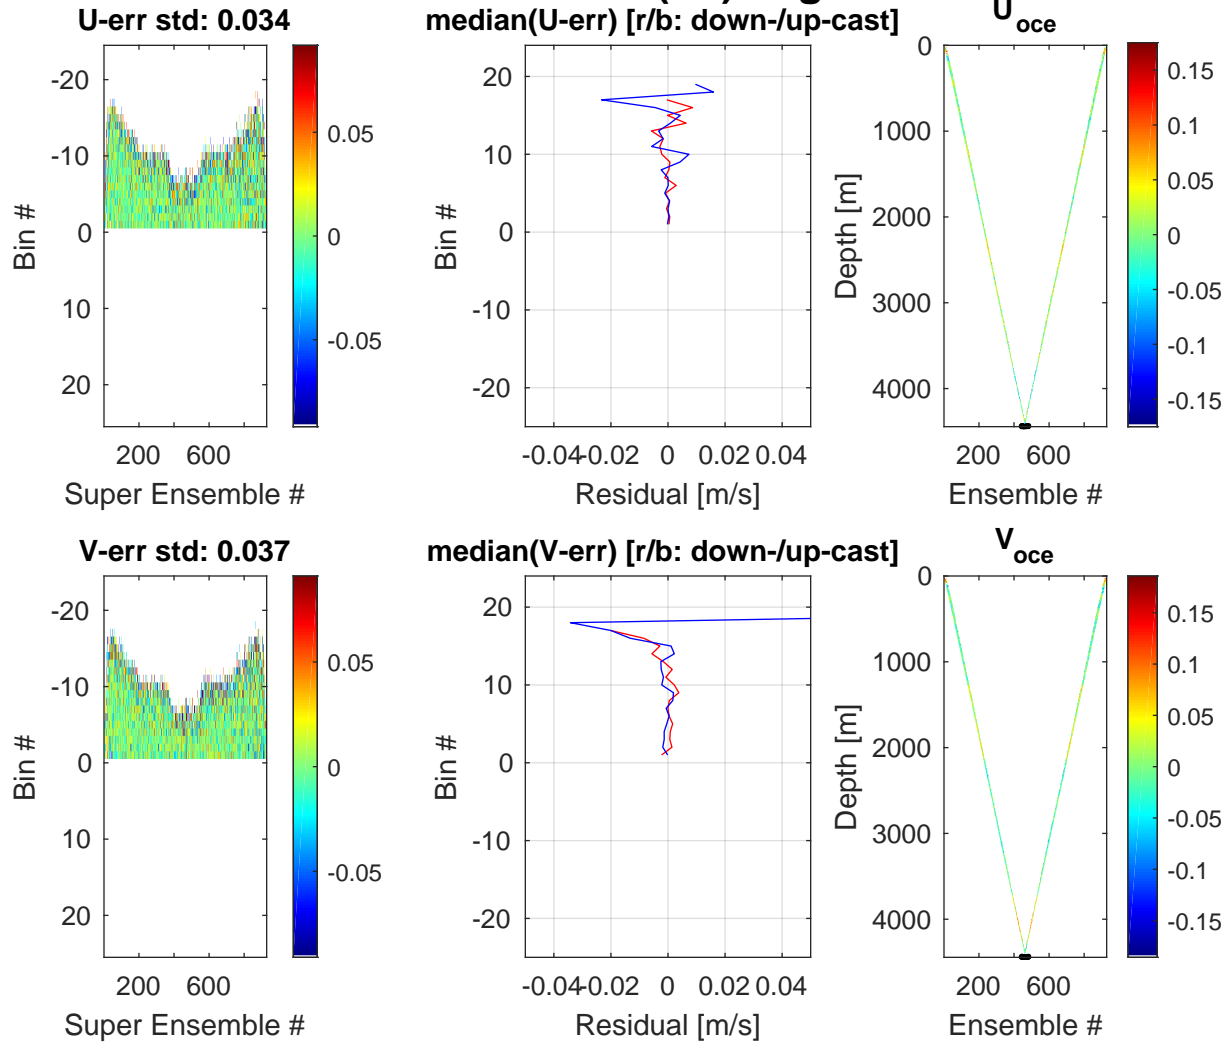 U-err std: 0.034
-20
-10
0
10
20
Bin #
200 600
Super Ensemble #
0.05
0
-0.05
median(U-err) [r/b: down-/up-cast]
20
10
0
-10
-20
Bin #
-0.04 -0.02 0 0.02 0.04
Residual [m/s]
U oce
0
1000
2000
3000
4000
Depth [m]
200 600
Ensemble #
0.15
0.1
0.05
0
-0.05
-0.1
-0.15
V-err std: 0.037
-20
-10
0
10
20
Bin #
200 600
Super Ensemble #
0.05
0
-0.05
median(V-err) [r/b: down-/up-cast]
20
10
0
-10
-20
Bin #
-0.04 -0.02 0 0.02 0.04
Residual [m/s]
V oce
0
1000
2000
3000
4000
Depth [m]
200 600
Ensemble #
0.15
0.1
0.05
0
-0.05
-0.1
-0.15